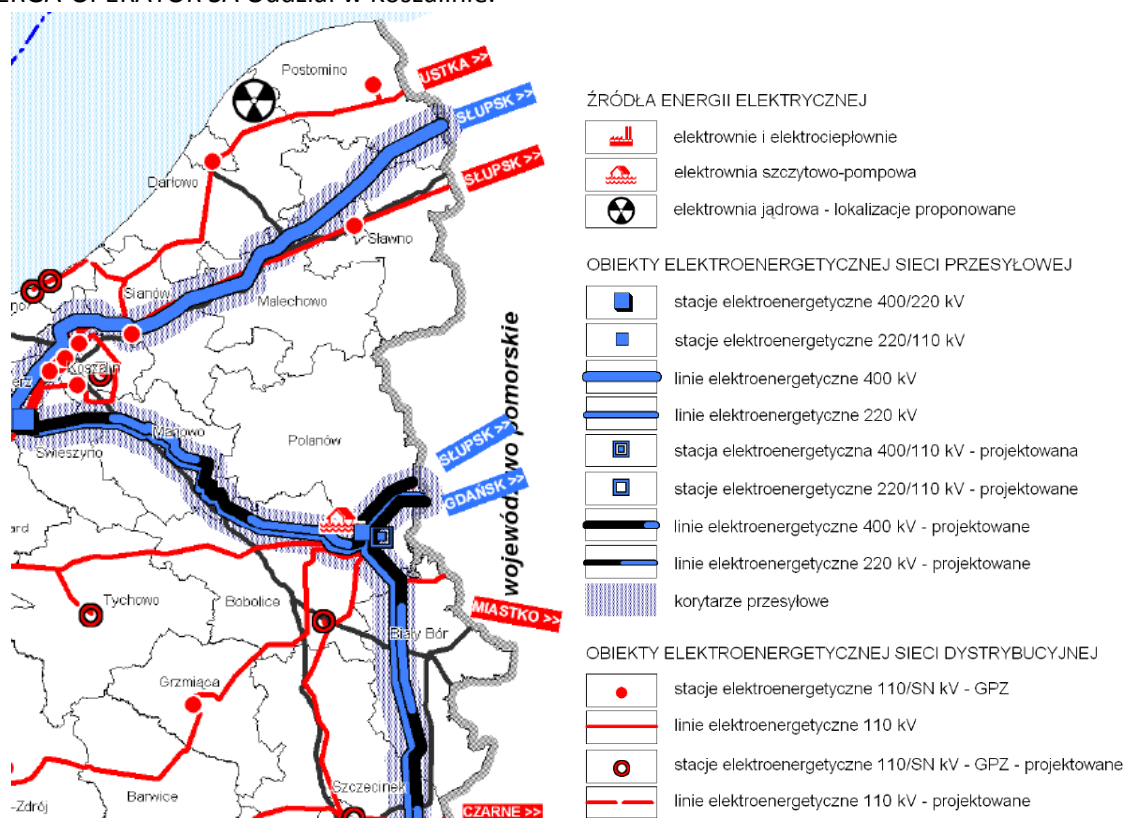 ERGA-OPERATOR SA Oddział w Koszalinie.
Postomino
USTKA >>
SŁUPSK >>
Darłowo
SŁUPSK >>
Sławno
Sianów
Malechowo
Koszalin
województwo pomorskie
Manowo
Polanów
Świeszyno
SŁUPSK >>
GDAŃSK >>
Tychowo
Bobolice
MIASTKO >>
Biały Bór
Grzmiąca
Szczecinek
Barwice
-Zdrój
CZARNE >>
ŹRÓDŁA ENERGII ELEKTRYCZNEJ
elektrownie i elektrociepłownie
elektrownia szczytowo-pompowa
elektrownia jądrowa - lokalizacje proponowane
OBIEKTY ELEKTROENERGETYCZNEJ SIECI PRZESYŁOWEJ
stacje elektroenergetyczne 400/220 kV
stacje elektroenergetyczne 220/110 kV
linie elektroenergetyczne 400 kV
linie elektroenergetyczne 220 kV
stacja elektroenergetyczna 400/110 kV - projektowana
stacje elektroenergetyczne 220/110 kV - projektowana
linie elektroenergetyczne 400 kV - projektowane
linie elektroenergetyczne 220 kV - projektowane
korytarze przesyłowe
OBIEKTY ELEKTROENERGETYCZNEJ SIECI DYSTRYBUCYJNEJ
stacje elektroenergetyczne 110/SN kV - GPZ
linie elektroenergetyczne 110 kV
stacje elektroenergetyczne 110/SN kV - GPZ - projektowane
linie elektroenergetyczne 110 kV - projektowane